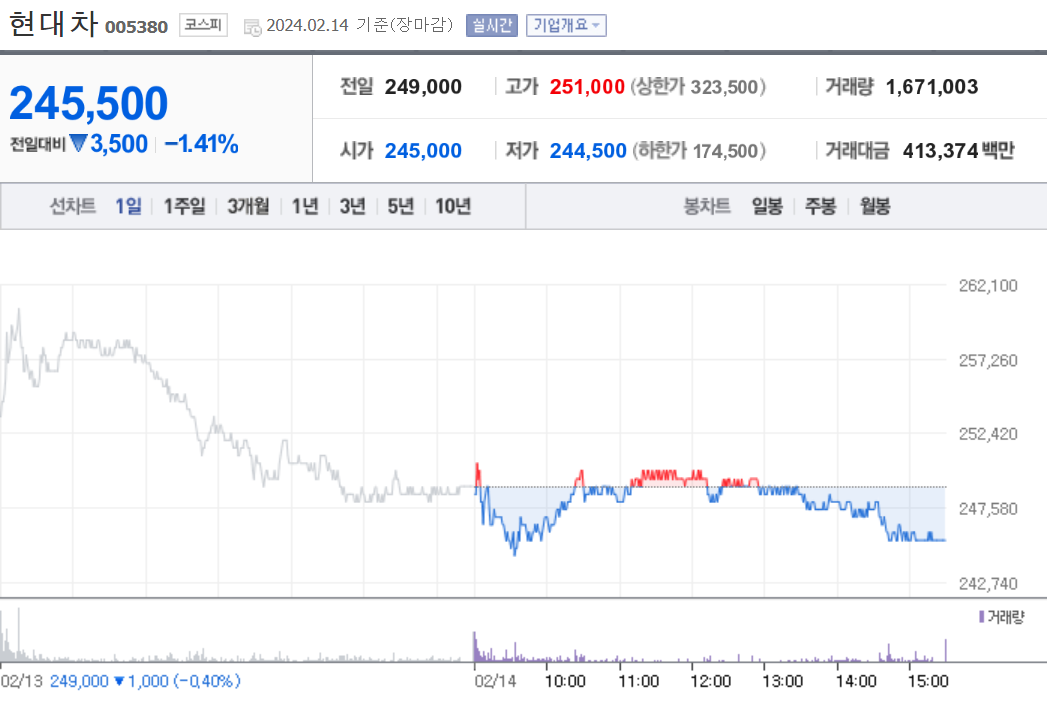 현대차 005380 코스피 2024.02.14 기준(장마감) 실시간 기업개요
245,500
전일대비 ▼3,500 -1.41%
전일 249,000 고가 251,000 (상한가 323,500) 거래량 1,671,003
시가 245,000 저가 244,500 (하한가 174,500) 거래대금 413,374 백만
선차트 1일 1주일 3개월 1년 3년 5년 10년 봉차트 일봉 주봉 월봉
262,100
257,260
252,420
247,580
242,740
거래량
02/13 249,000 ▼1,000 (-0.40%) 02/14 10:00 11:00 12:00 13:00 14:00 15:00